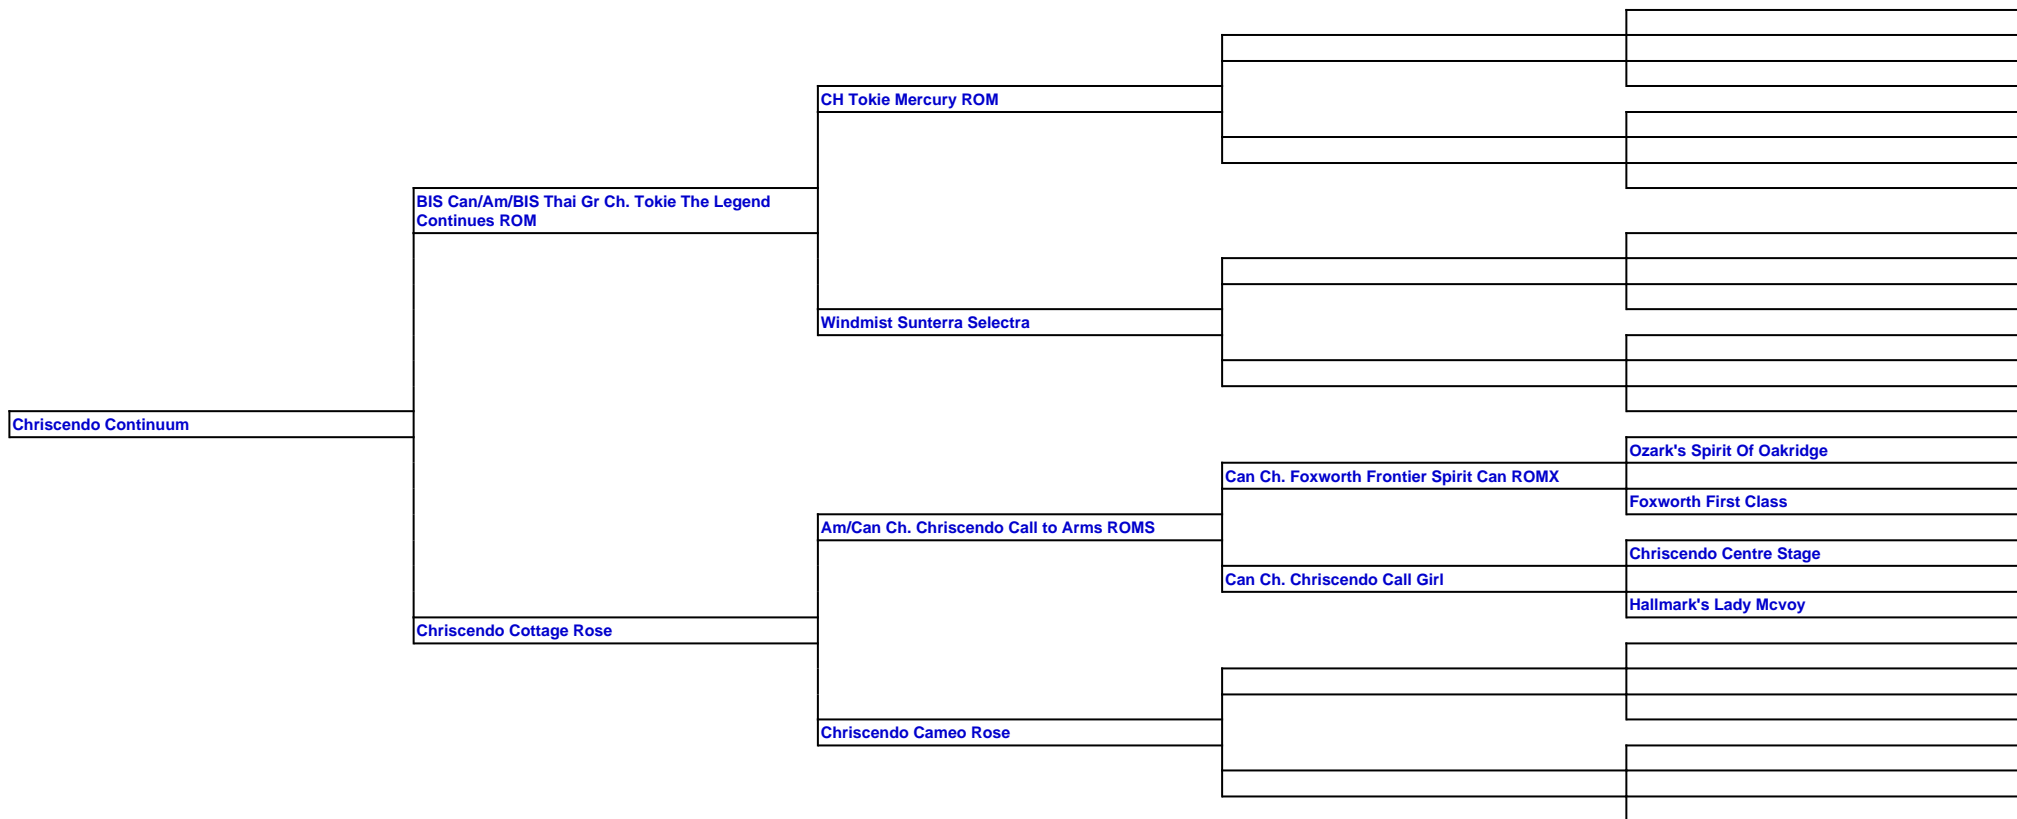 CH Tokie Mercury ROM
BIS Can/Am/BIS Thai Gr Ch. Tokie The Legend
Continues ROM
Windmist Sunterra Selectra
Chriscendo Continuum
Ozark's Spirit Of Oakridge
Can Ch. Foxworth Frontier Spirit Can ROMX
Foxworth First Class
Am/Can Ch. Chriscendo Call to Arms ROMS
Chriscendo Centre Stage
Can Ch. Chriscendo Call Girl
Hallmark's Lady Mcvoy
Chriscendo Cottage Rose
Chriscendo Cameo Rose